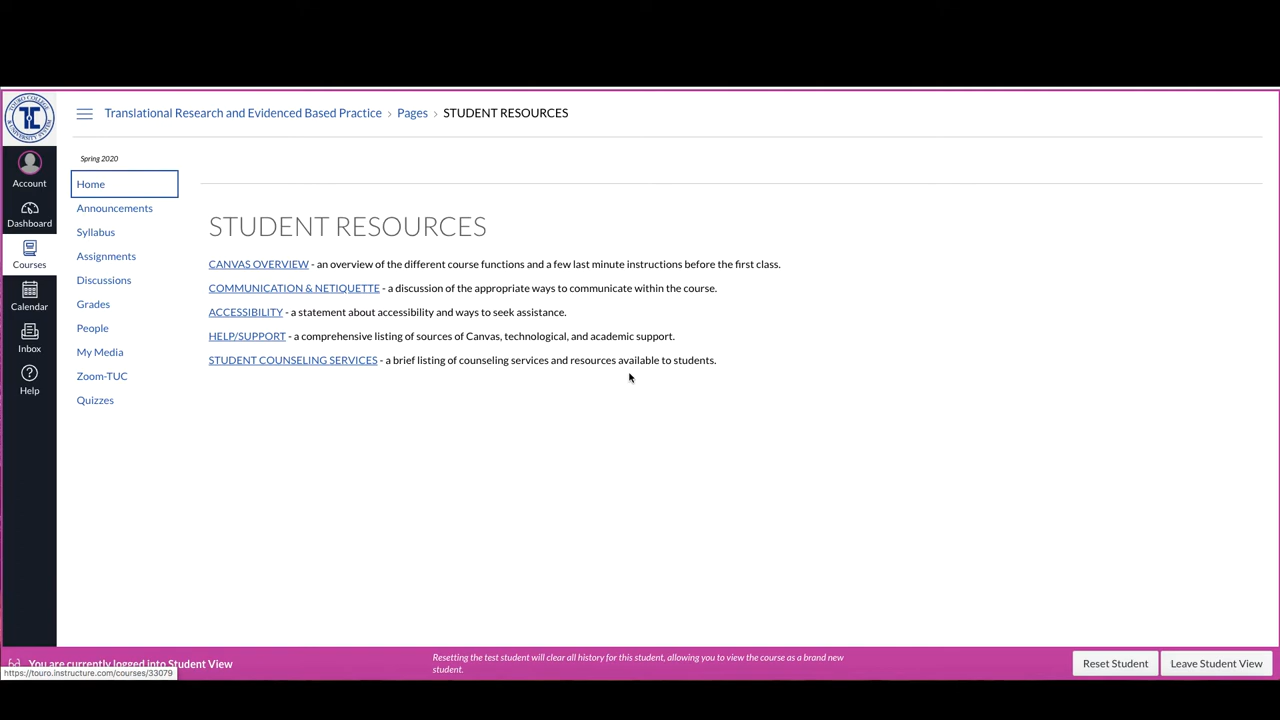 Translational Research and Evidenced Based Practice › Pages › STUDENT RESOURCES
Spring 2020
Account
Dashboard
Courses
Calendar
Inbox
Help
Home
Announcements
Syllabus
Assignments
Discussions
Grades
People
My Media
Zoom-TUC
Quizzes
STUDENT RESOURCES
CANVAS OVERVIEW - an overview of the different course functions and a few last minute instructions before the first class.
COMMUNICATION & NETIQUETTE - a discussion of the appropriate ways to communicate within the course.
ACCESSIBILITY - a statement about accessibility and ways to seek assistance.
HELP/SUPPORT - a comprehensive listing of sources of Canvas, technological, and academic support.
STUDENT COUNSELING SERVICES - a brief listing of counseling services and resources available to students.
You are currently logged into Student View
https://touro.instructure.com/courses/33079
Resetting the test student will clear all history for this student, allowing you to view the course as a brand new
student.
Reset Student
Leave Student View